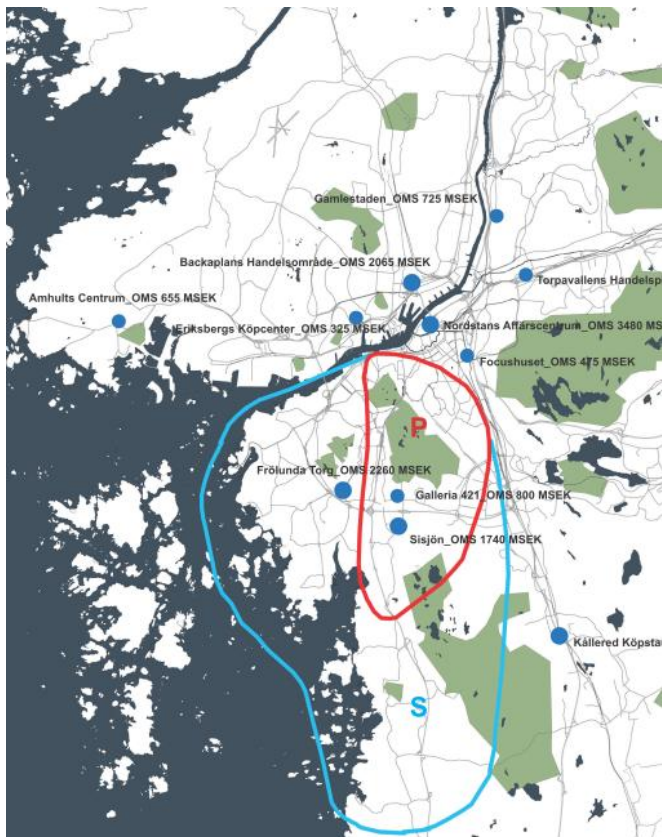 Gamlestaden_OMS 725 MSEK
Backaplans Handelsområde_OMS 2065 MSEK
Torpavallens Handelsp
Amhults Centrum_OMS 655 MSEK
Eriksbergs Köpcenter_OMS 325 MSEK
Nordstans Affärscentrum_OMS 3480 MS
Focushuset_OMS 475 MSEK
P
Frölunda Torg_OMS 2260 MSEK
Galleria 421_OMS 800 MSEK
Sisjön_OMS 1740 MSEK
Kållered Köpsta
S